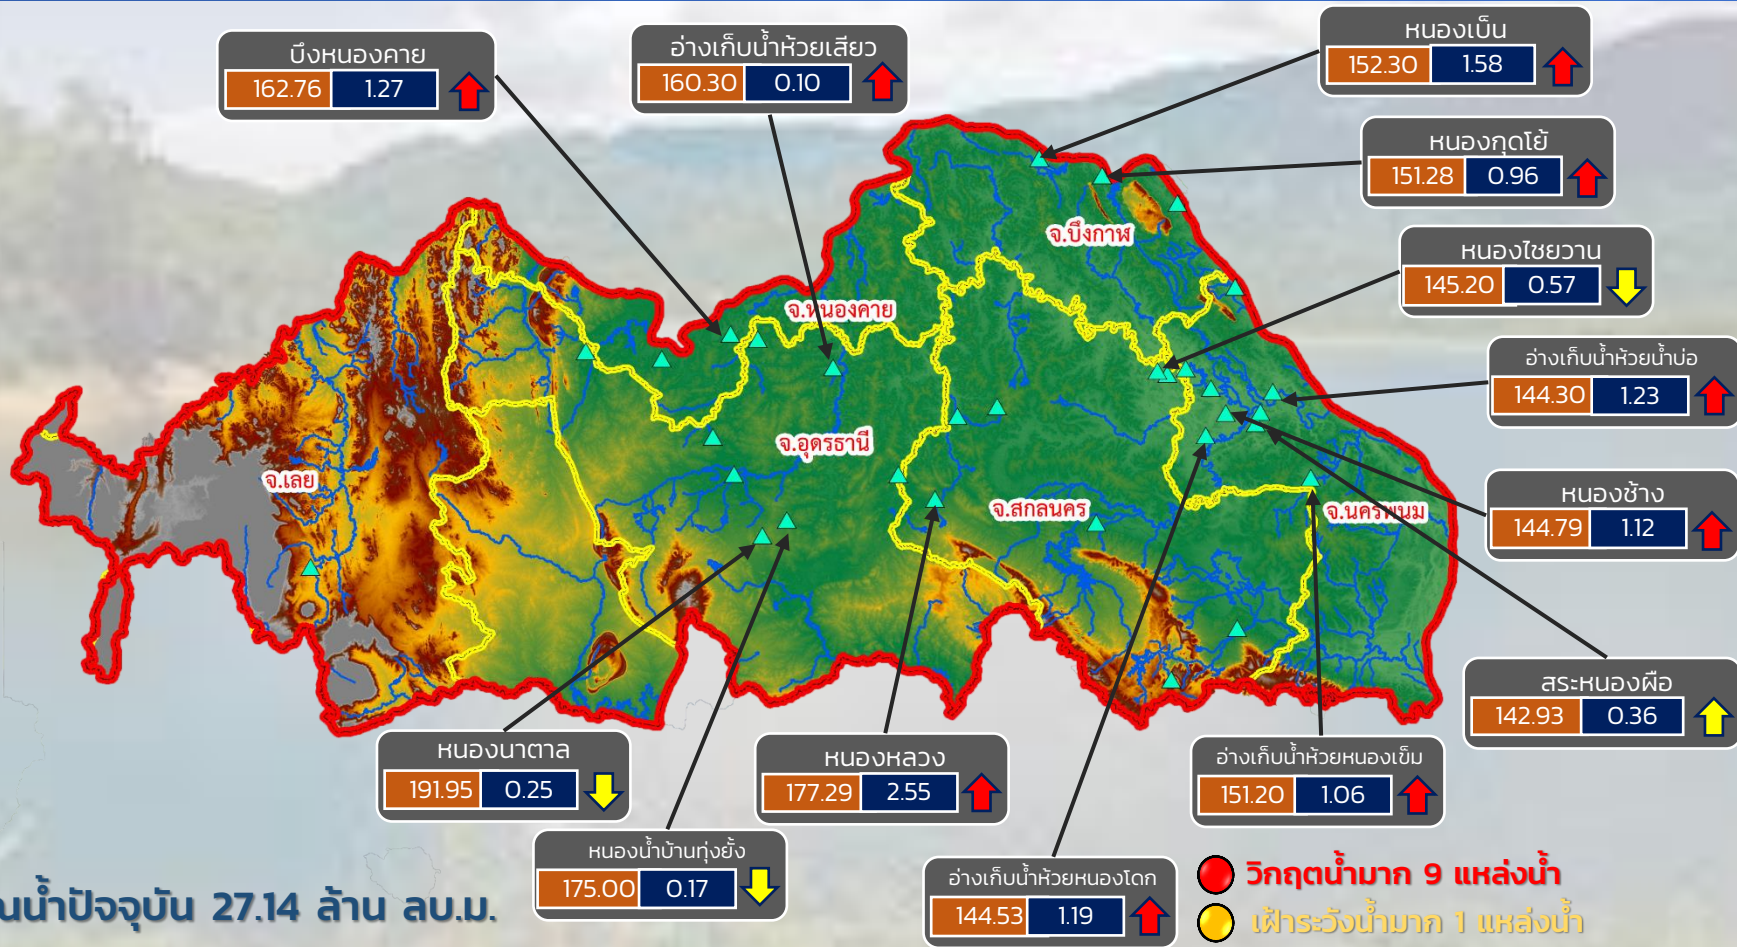 บึงหนองคาย
162.76 1.27
อ่างเก็บน้ำห้วยเสียว
160.30 0.10
หนองเบ็น
152.30 1.58
หนองกุดโย้
151.28 0.96
หนองไชยวาน
145.20 0.57
อ่างเก็บน้ำห้วยน้ำบ่อ
144.30 1.23
หนองช้าง
144.79 1.12
สระหนองผือ
142.93 0.36
จ.บึงกาฬ
จ.หนองคาย
จ.อุดรธานี
จ.เลย
จ.สกลนคร
จ.นครพนม
หนองนาตาล
191.95 0.25
หนองหลวง
177.29 2.55
อ่างเก็บน้ำห้วยหนองเข็ม
151.20 1.06
หนองน้ำบ้านทุ่งยั้ง
175.00 0.17
อ่างเก็บน้ำห้วยหนองโดก
144.53 1.19
วิกฤตน้ำมาก 9 แหล่งน้ำ
เฝ้าระวังน้ำมาก 1 แหล่งน้ำ
ณน้ำปัจจุบัน 27.14 ล้าน ลบ.ม.